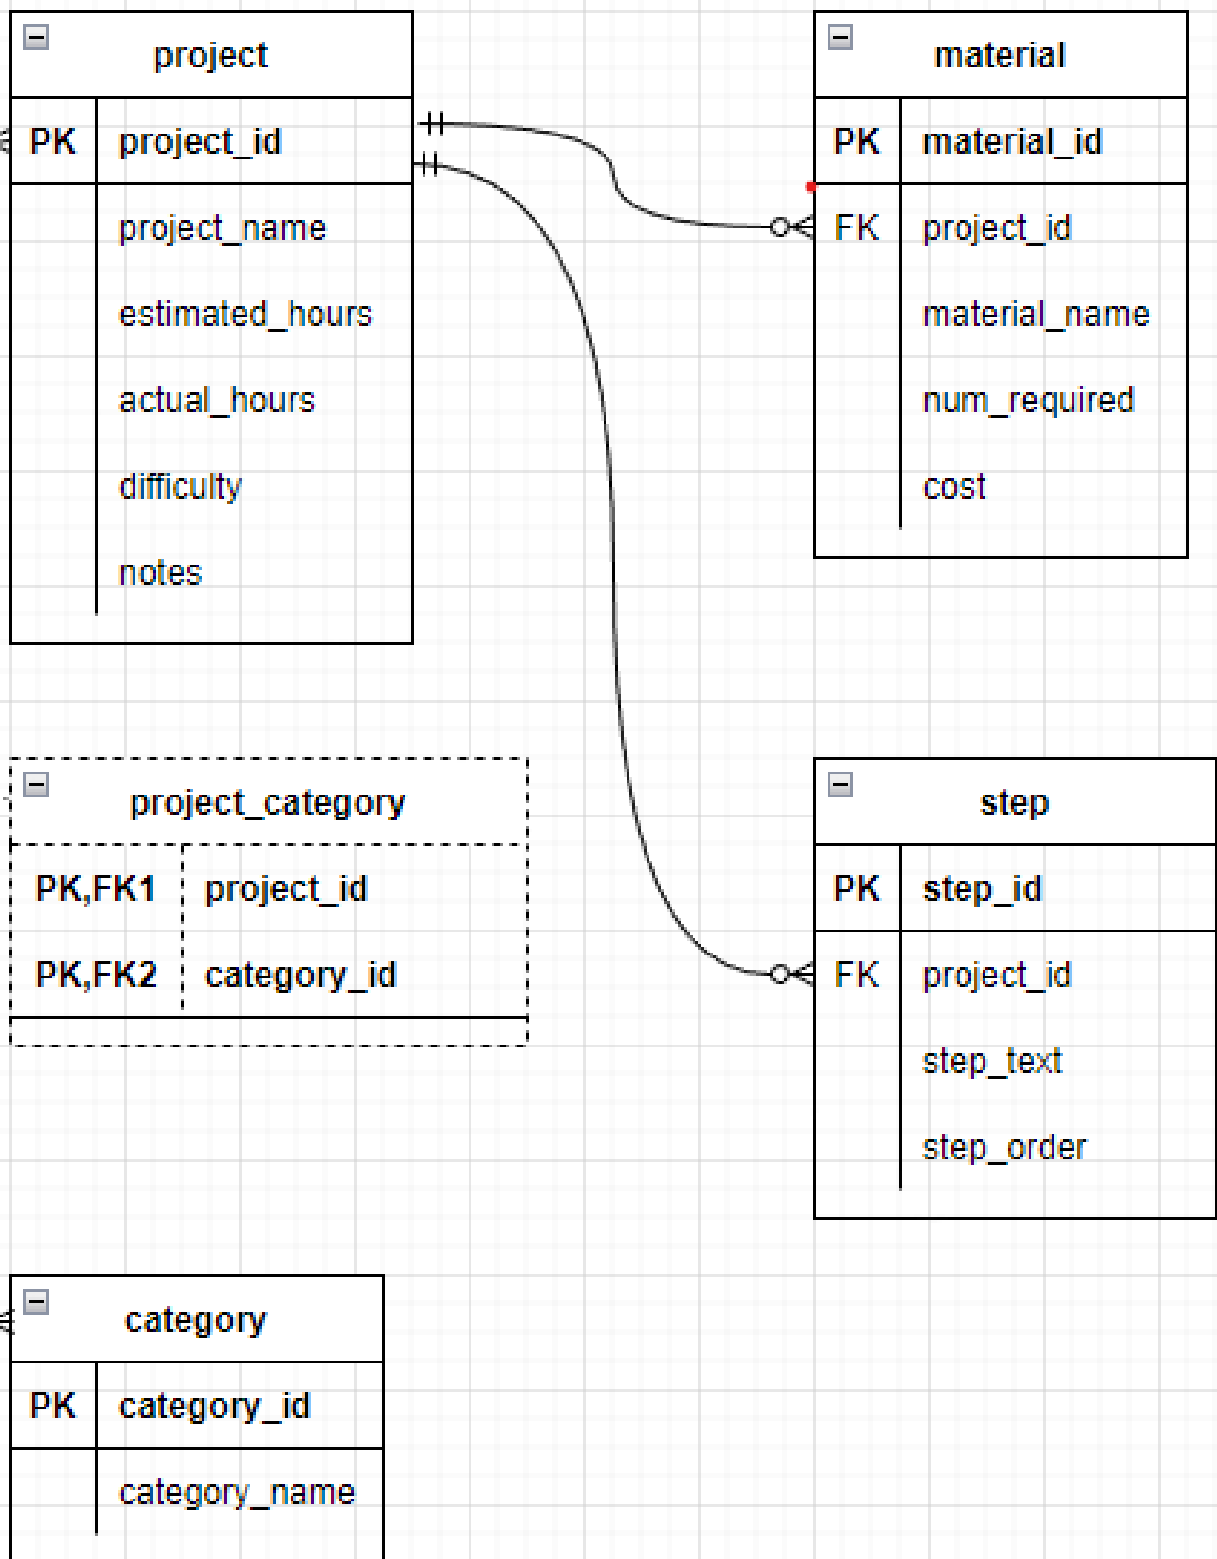 project
PK project_id
project_name
estimated_hours
actual_hours
difficulty
notes
material
PK material_id
FK project_id
material_name
num_required
cost
project_category
PK,FK1 project_id
PK,FK2 category_id
step
PK step_id
FK project_id
step_text
step_order
category
PK category_id
category_name